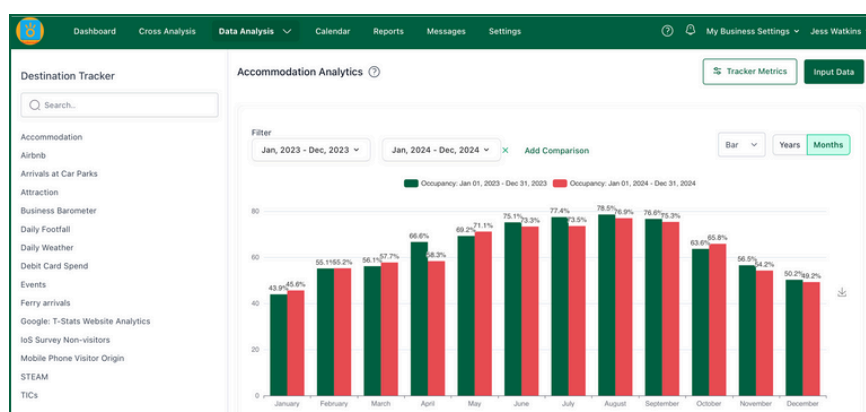 Dashboard Cross Analysis Data Analysis Calendar Reports Messages Settings My Business Settings Jess Watkins
Destination Tracker
Search..
Accommodation
Airbnb
Arrivals at Car Parks
Attraction
Business Barometer
Daily Footfall
Daily Weather
Debit Card Spend
Events
Ferry arrivals
Google: T-Stats Website Analytics
IoS Survey Non-visitors
Mobile Phone Visitor Origin
STEAM
TICs
Accommodation Analytics
Tracker Metrics Input Data
Filter
Jan, 2023 - Dec, 2023 Jan, 2024 - Dec, 2024 × Add Comparison Bar Years Months
Occupancy: Jan 01, 2023 - Dec 31, 2023 Occupancy: Jan 01, 2024 - Dec 31, 2024
80
60
40
20
0
43.9% 45.6%
55.1% 55.2%
56.1% 57.7%
66.6% 58.3%
69.2% 71.1%
75.1% 73.3%
77.4% 73.5%
78.5% 76.9%
76.6% 75.3%
63.6% 65.8%
56.5% 54.2%
50.2% 49.2%
January February March April May June July August September October November December